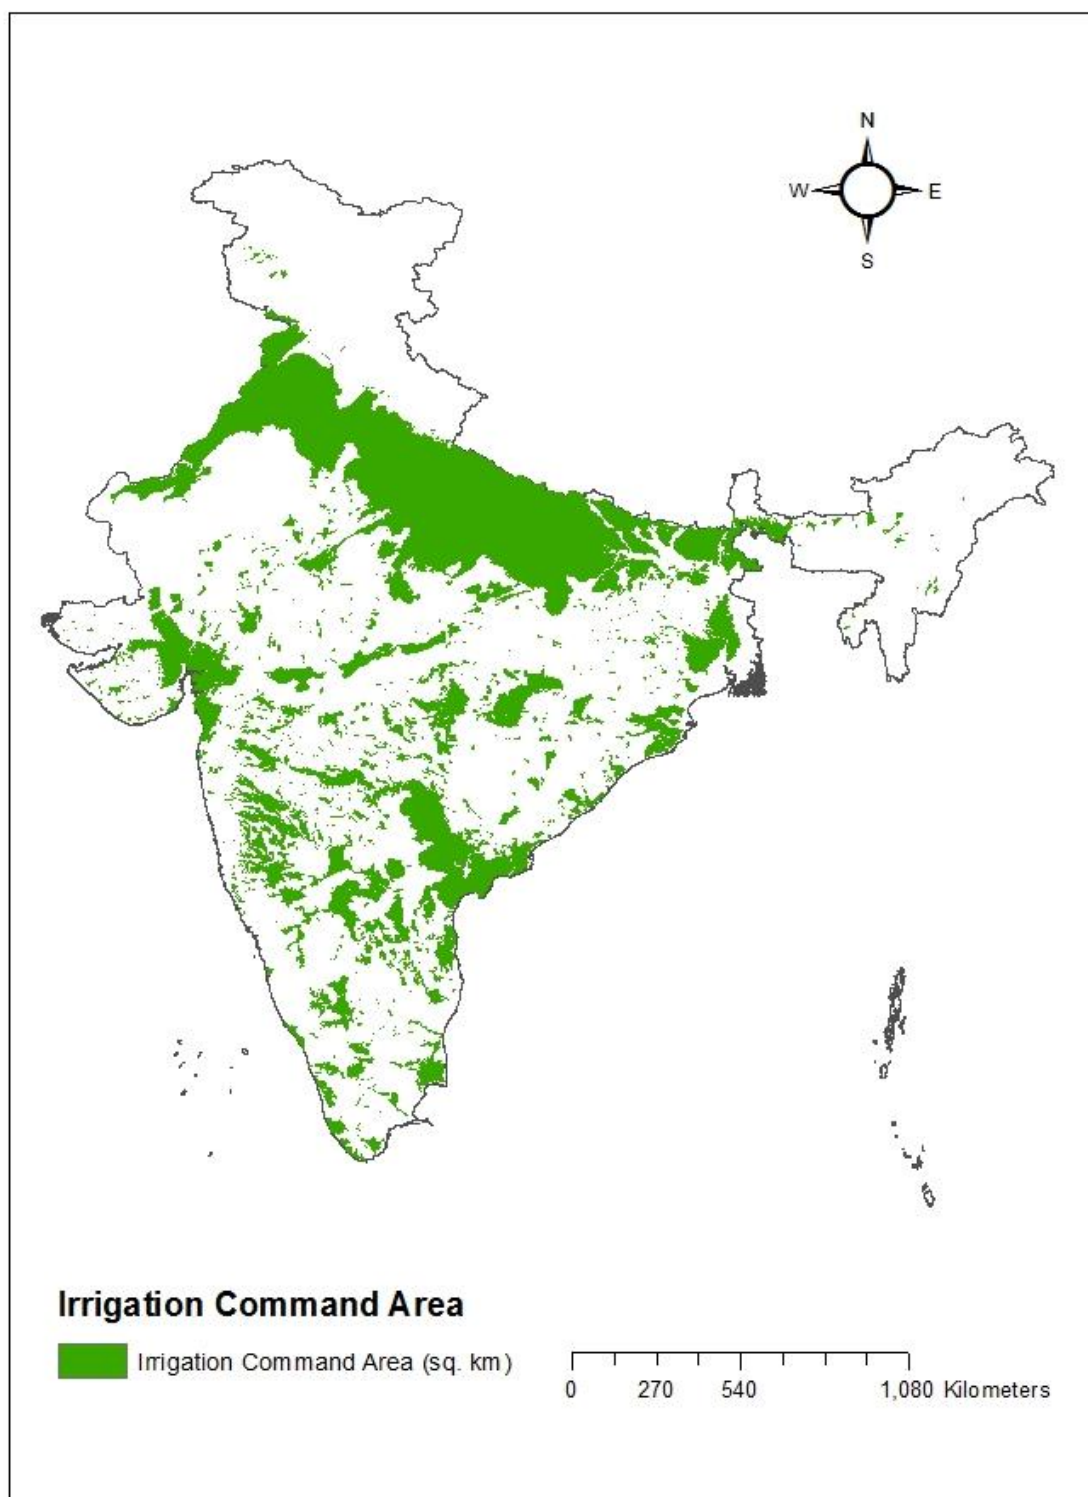 N
W E
S
Irrigation Command Area
Irrigation Command Area (sq. km)
0 270 540 1,080 Kilometers